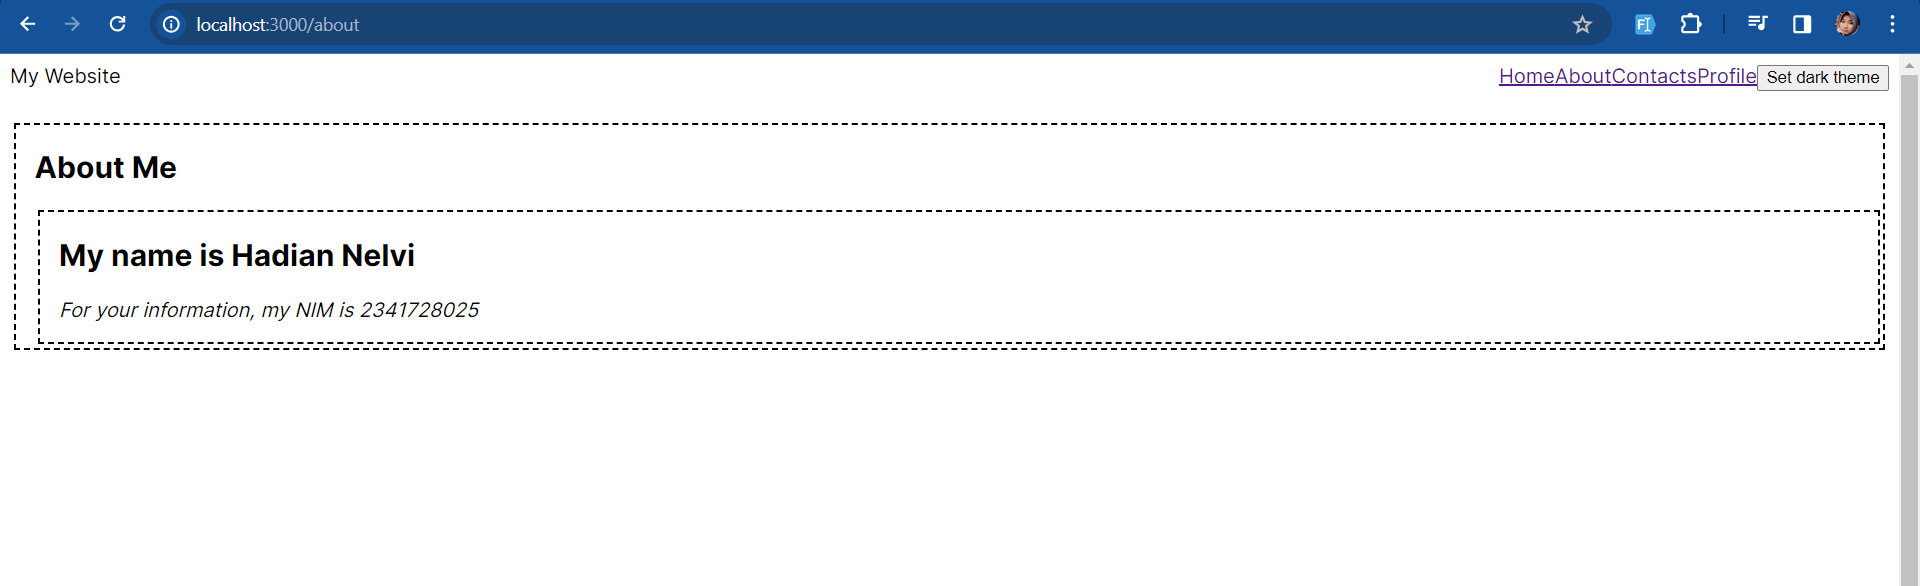 localhost:3000/about
My Website
HomeAboutContactsProfile Set dark theme
About Me
My name is Hadian Nelvi
For your information, my NIM is 2341728025